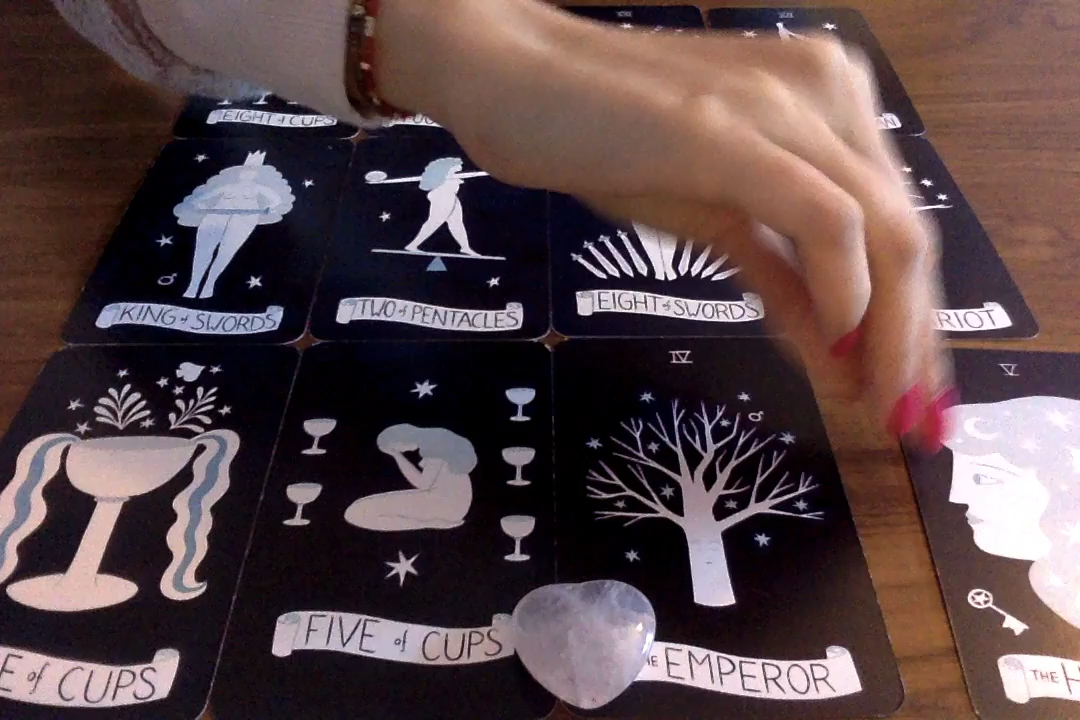 EIGHT of CUPS
KING of SWORDS
TWO of PENTACLES
EIGHT of SWORDS
RIOT
IV
V
E of CUPS
FIVE of CUPS
EMPEROR
THE